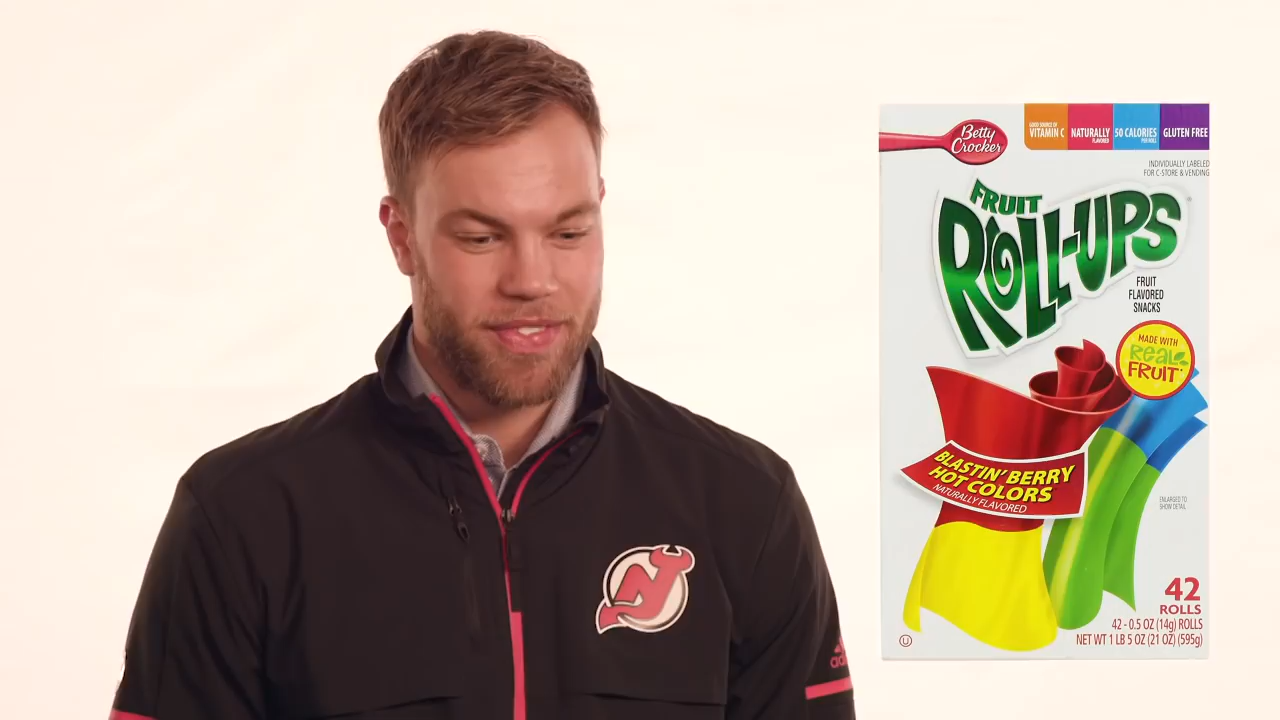 Betty
Crocker
GOOD SOURCE OF
VITAMIN C
NATURALLY
FLAVORED
50 CALORIES
PER ROLL
GLUTEN FREE
INDIVIDUALLY LABELED
FOR C-STORE & VENDING
FRUIT
ROLL-UPS
FRUIT
FLAVORED
SNACKS
MADE WITH
REAL
FRUIT
BLASTIN' BERRY
HOT COLORS
NATURALLY FLAVORED
ENLARGED TO
SHOW DETAIL
42
ROLLS
42 - 0.5 OZ (14g) ROLLS
NET WT 1 LB 5 OZ (21 OZ) (595g)
U
NJ